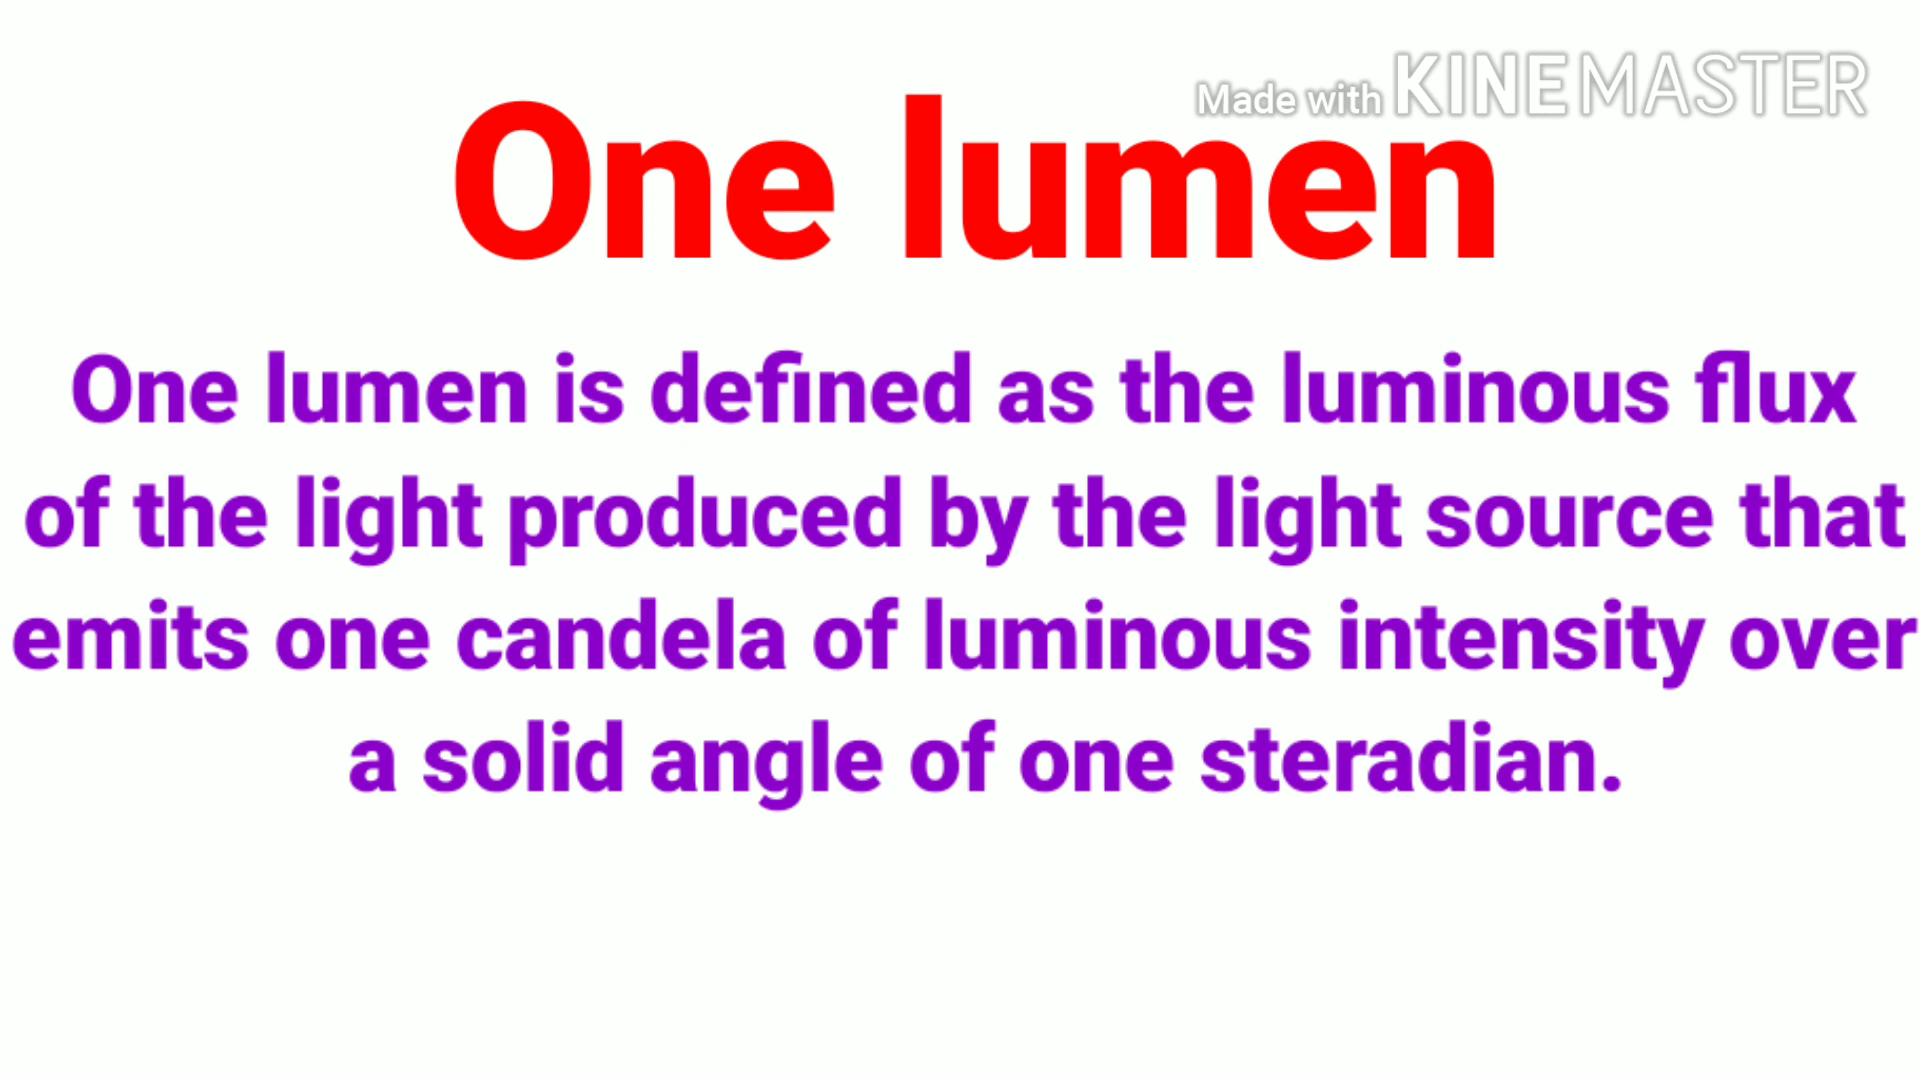 Made with KINEMASTER
One lumen
One lumen is defined as the luminous flux
of the light produced by the light source that
emits one candela of luminous intensity over
a solid angle of one steradian.